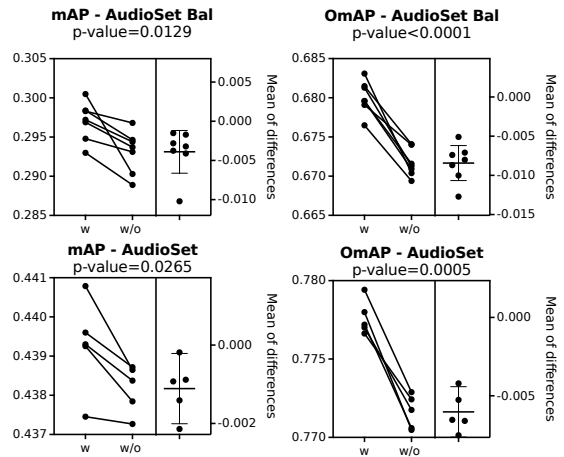 mAP - AudioSet Bal
p-value=0.0129
0.305
0.300
0.295
0.290
0.285
0.005
0.000
-0.005
-0.010
Mean of differences
w w/o
OmAP - AudioSet Bal
p-value<0.0001
0.685
0.680
0.675
0.670
0.665
0.000
-0.005
-0.010
-0.015
Mean of differences
w w/o
mAP - AudioSet
p-value=0.0265
0.441
0.440
0.439
0.438
0.437
0.000
-0.002
Mean of differences
w w/o
OmAP - AudioSet
p-value=0.0005
0.780
0.775
0.770
0.000
-0.005
Mean of differences
w w/o